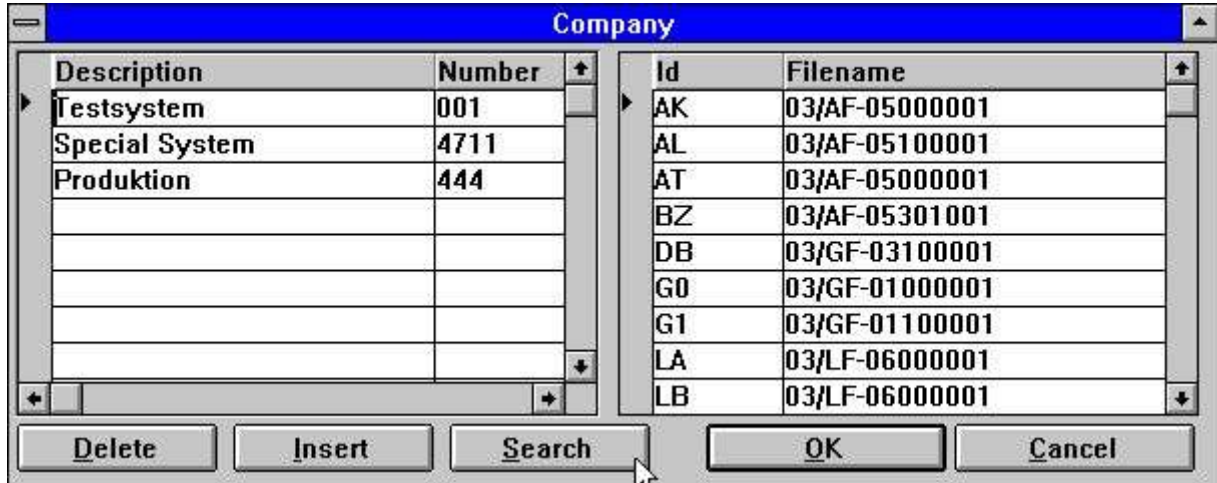 Company
Description Number
Testsystem 001
Special System 4711
Produktion 444
Id Filename
AK 03/AF-05000001
AL 03/AF-05100001
AT 03/AF-05000001
BZ 03/AF-05301001
DB 03/GF-03100001
G0 03/GF-01000001
G1 03/GF-01100001
LA 03/LF-06000001
LB 03/LF-06000001
Delete Insert Search OK Cancel